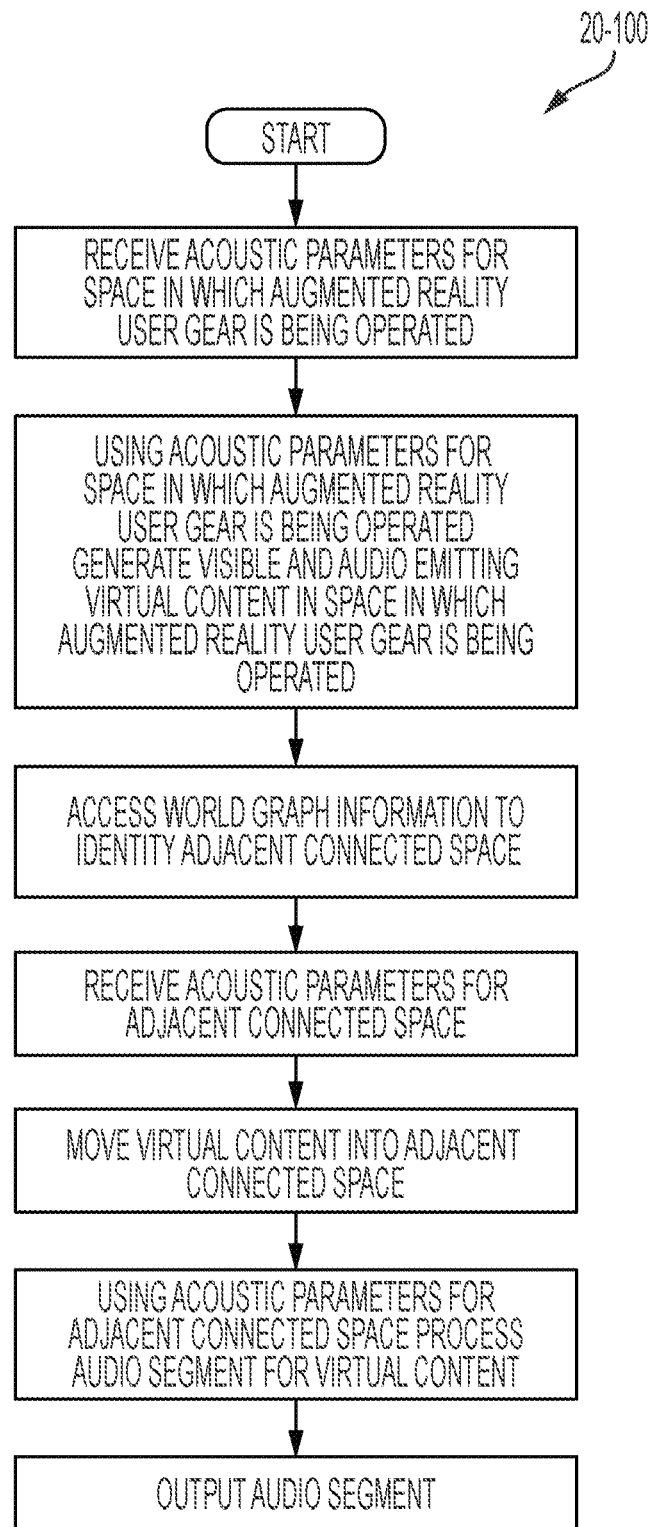 20-100
START
RECEIVE ACOUSTIC PARAMETERS FOR
SPACE IN WHICH AUGMENTED REALITY
USER GEAR IS BEING OPERATED
USING ACOUSTIC PARAMETERS FOR
SPACE IN WHICH AUGMENTED REALITY
USER GEAR IS BEING OPERATED
GENERATE VISIBLE AND AUDIO EMITTING
VIRTUAL CONTENT IN SPACE IN WHICH
AUGMENTED REALITY USER GEAR IS BEING
OPERATED
ACCESS WORLD GRAPH INFORMATION TO
IDENTITY ADJACENT CONNECTED SPACE
RECEIVE ACOUSTIC PARAMETERS FOR
ADJACENT CONNECTED SPACE
MOVE VIRTUAL CONTENT INTO ADJACENT
CONNECTED SPACE
USING ACOUSTIC PARAMETERS FOR
ADJACENT CONNECTED SPACE PROCESS
AUDIO SEGMENT FOR VIRTUAL CONTENT
OUTPUT AUDIO SEGMENT